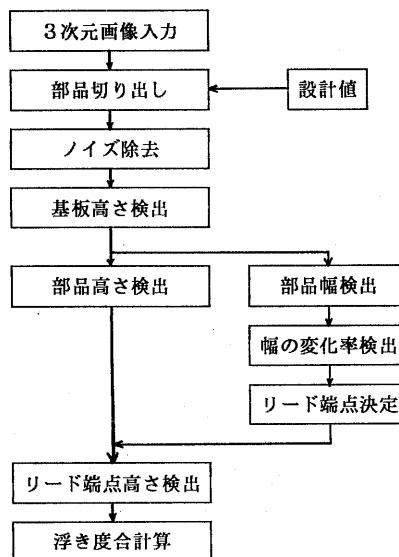 3次元画像入力
部品切り出し
設計値
ノイズ除去
基板高さ検出
部品高さ検出
部品幅検出
幅の変化率検出
リード端点決定
リード端点高さ検出
浮き度合計算